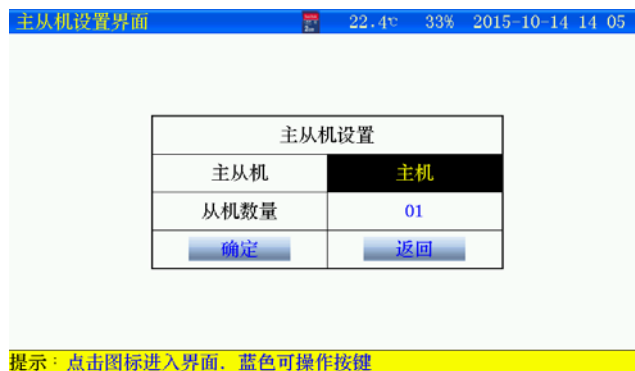 主从机设置界面 22.4℃ 33% 2015-10-14 14 05
主从机设置
主从机 主机
从机数量 01
确定 返回
提示：点击图标进入界面．蓝色可操作按键